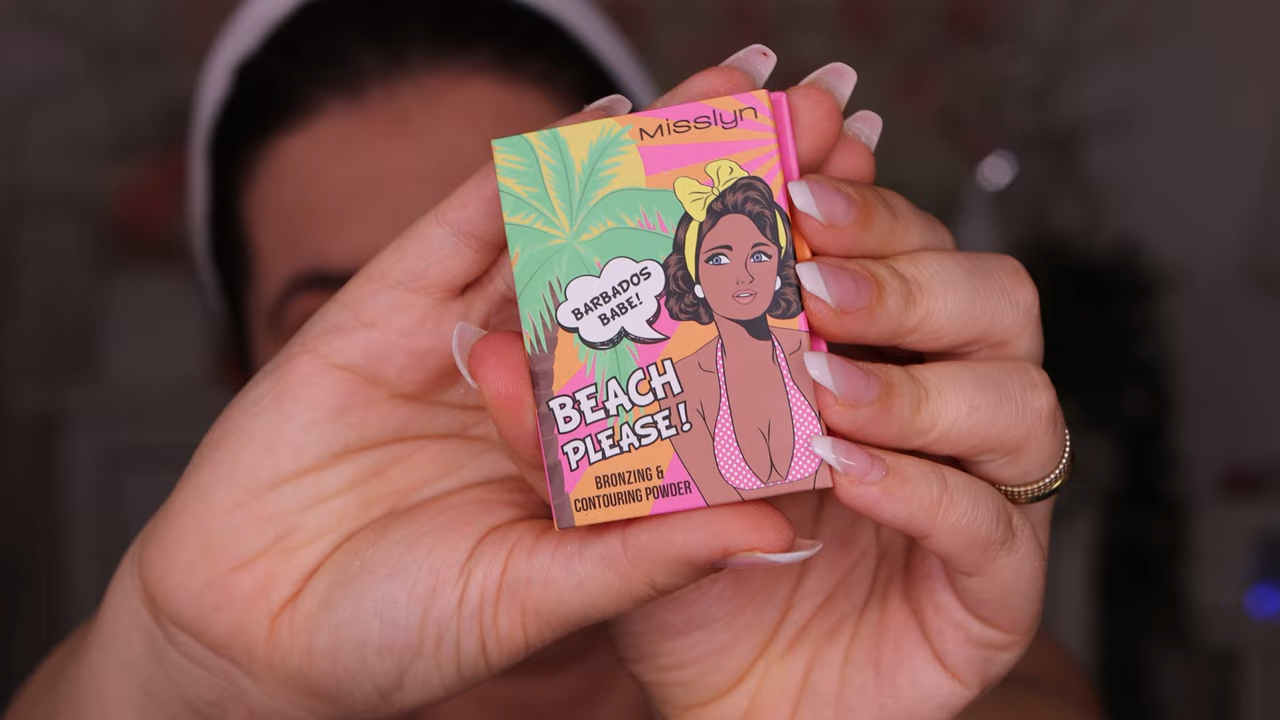 Misslyn
BARBADOS
BABE!
BEACH
PLEASE!
BRONZING &
CONTOURING POWDER